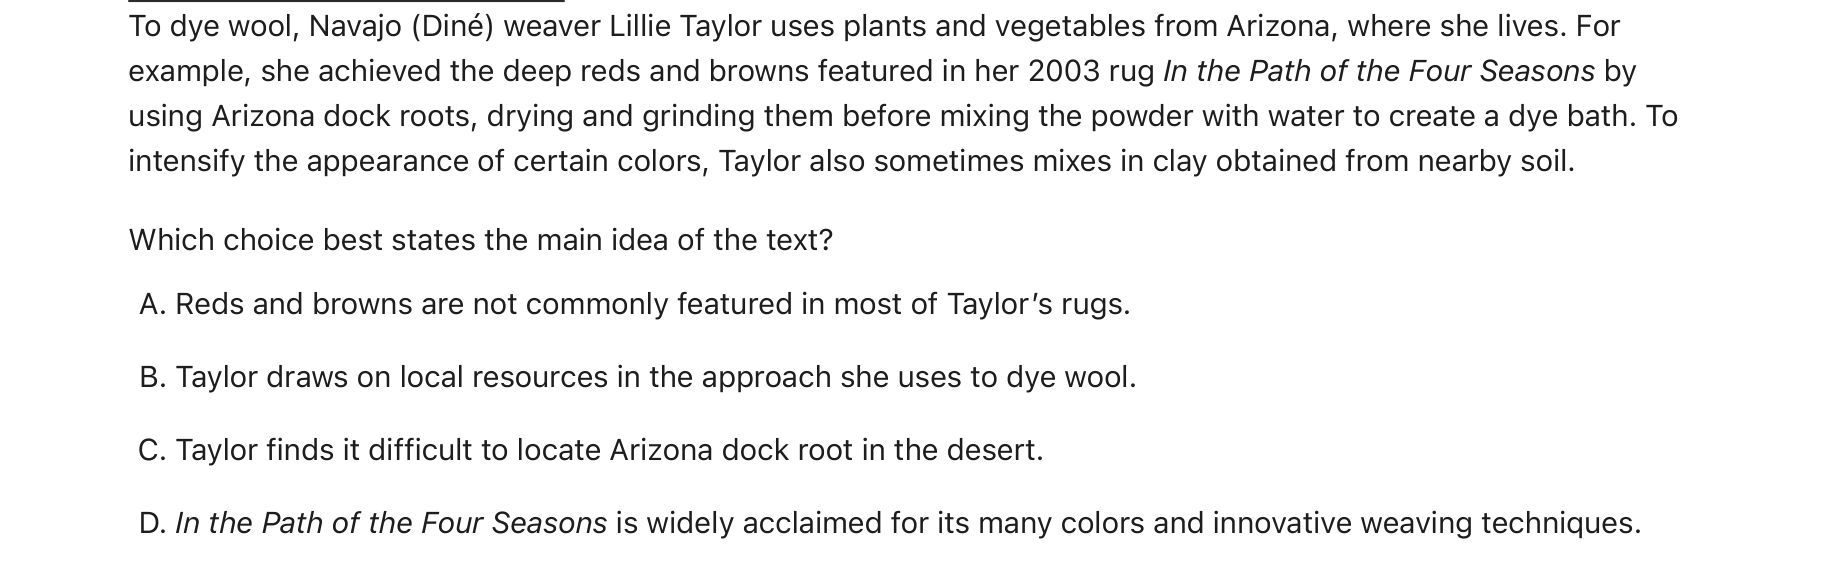 To dye wool, Navajo (Diné) weaver Lillie Taylor uses plants and vegetables from Arizona, where she lives. For
example, she achieved the deep reds and browns featured in her 2003 rug In the Path of the Four Seasons by
using Arizona dock roots, drying and grinding them before mixing the powder with water to create a dye bath. To
intensify the appearance of certain colors, Taylor also sometimes mixes in clay obtained from nearby soil.
Which choice best states the main idea of the text?
A. Reds and browns are not commonly featured in most of Taylor’s rugs.
B. Taylor draws on local resources in the approach she uses to dye wool.
C. Taylor finds it difficult to locate Arizona dock root in the desert.
D. In the Path of the Four Seasons is widely acclaimed for its many colors and innovative weaving techniques.